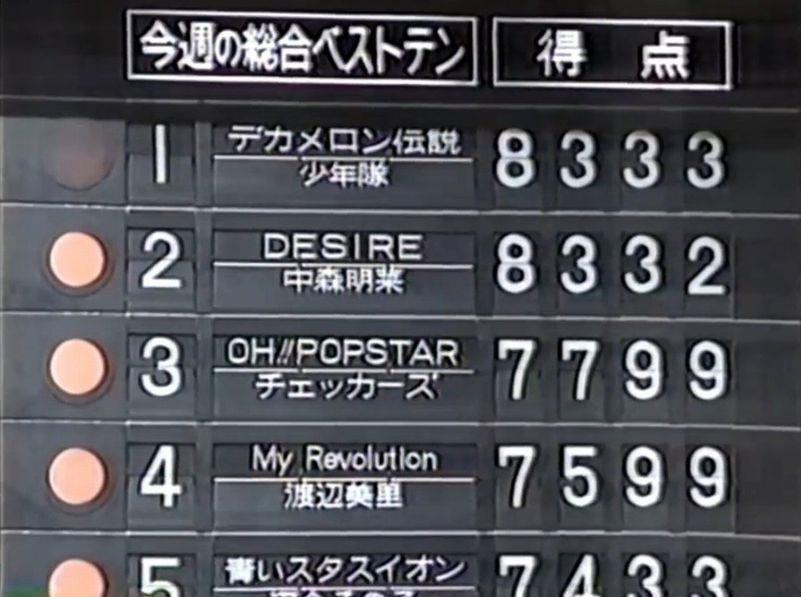 今週の総合ベストテン 得点
1 デカメロン伝説 8333
少年隊
2 DESIRE 8332
中森明菜
3 OH!!POPSTAR 7799
チェッカーズ
4 My Revolution 7599
渡辺美里
5 青いスタスィオン 7433